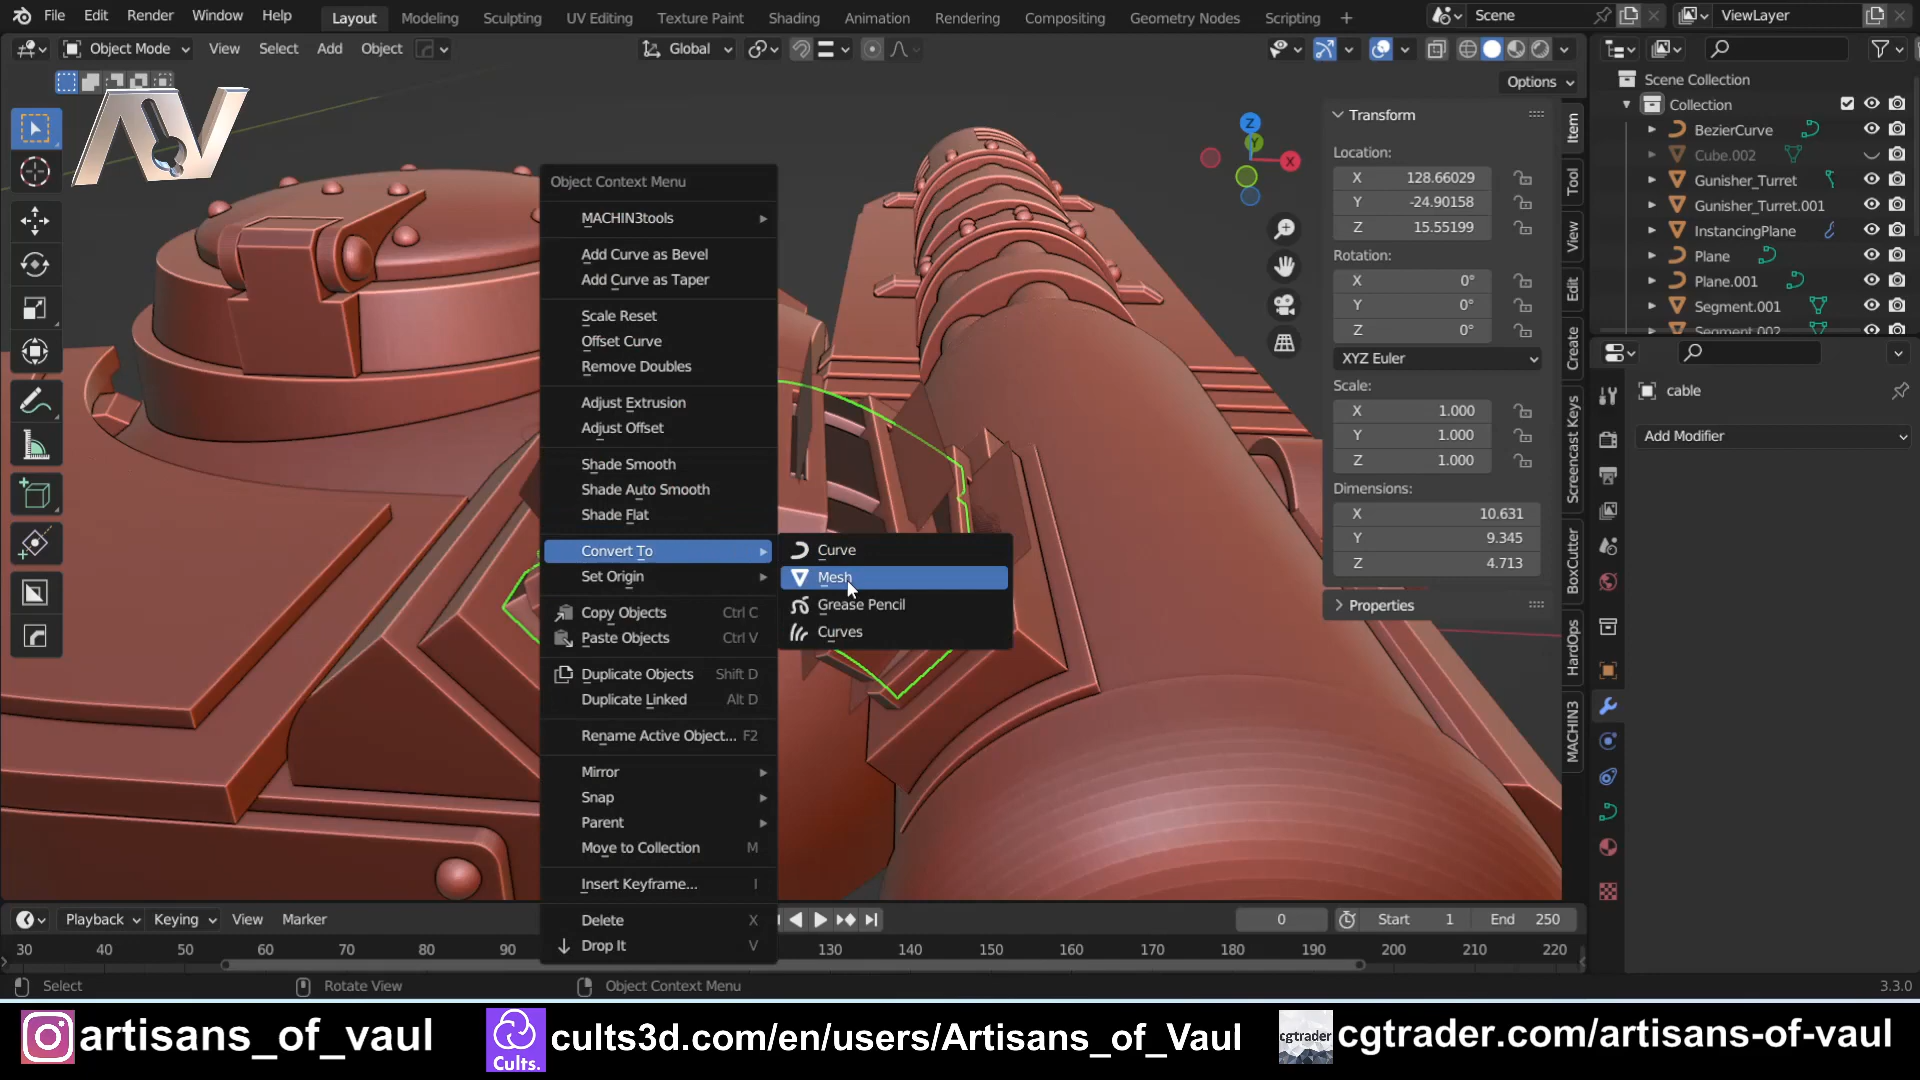 File Edit Render Window Help Layout Modeling Sculpting UV Editing Texture Paint Shading Animation Rendering Compositing Geometry Nodes Scripting + Scene ViewLayer
Object Mode View Select Add Object Global
Options
AV
Object Context Menu
MACHIN3tools
Add Curve as Bevel
Add Curve as Taper
Scale Reset
Offset Curve
Remove Doubles
Adjust Extrusion
Adjust Offset
Shade Smooth
Shade Auto Smooth
Shade Flat
Convert To
Set Origin
Copy Objects Ctrl C
Paste Objects Ctrl V
Duplicate Objects Shift D
Duplicate Linked Alt D
Rename Active Object... F2
Mirror
Snap
Parent
Move to Collection M
Insert Keyframe... I
Delete X
Drop It V
Curve
Mesh
Grease Pencil
Curves
Z
Y
X
Transform
Location:
X 128.66029
Y -24.90158
Z 15.55199
Rotation:
X 0°
Y 0°
Z 0°
XYZ Euler
Scale:
X 1.000
Y 1.000
Z 1.000
Dimensions:
X 10.631
Y 9.345
Z 4.713
Properties
Item
Tool
View
Edit
Create
Screencast Keys
BoxCutter
HardOps
MACHIN3
Scene Collection
Collection
BezierCurve
Cube.002
Gunisher_Turret
Gunisher_Turret.001
InstancingPlane
Plane
Plane.001
Segment.001
Segment.002
cable
Add Modifier
Playback Keying View Marker 0 Start 1 End 250
30 40 50 60 70 80 90 130 140 150 160 170 180 190 200 210 220
Select Rotate View Object Context Menu 3.3.0
artisans_of_vaul
Cults.
cults3d.com/en/users/Artisans_of_Vaul
cgtrader
cgtrader.com/artisans-of-vaul